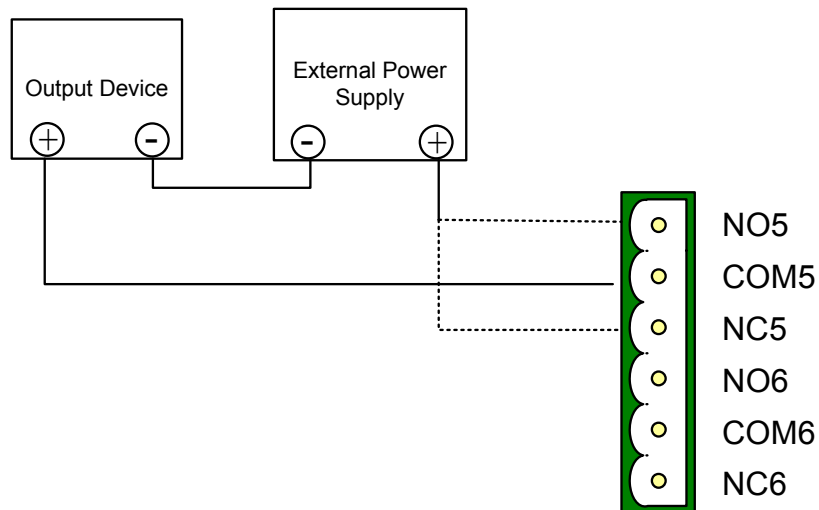 Output Device
External Power
Supply
+
-
-
+
NO5
COM5
NC5
NO6
COM6
NC6